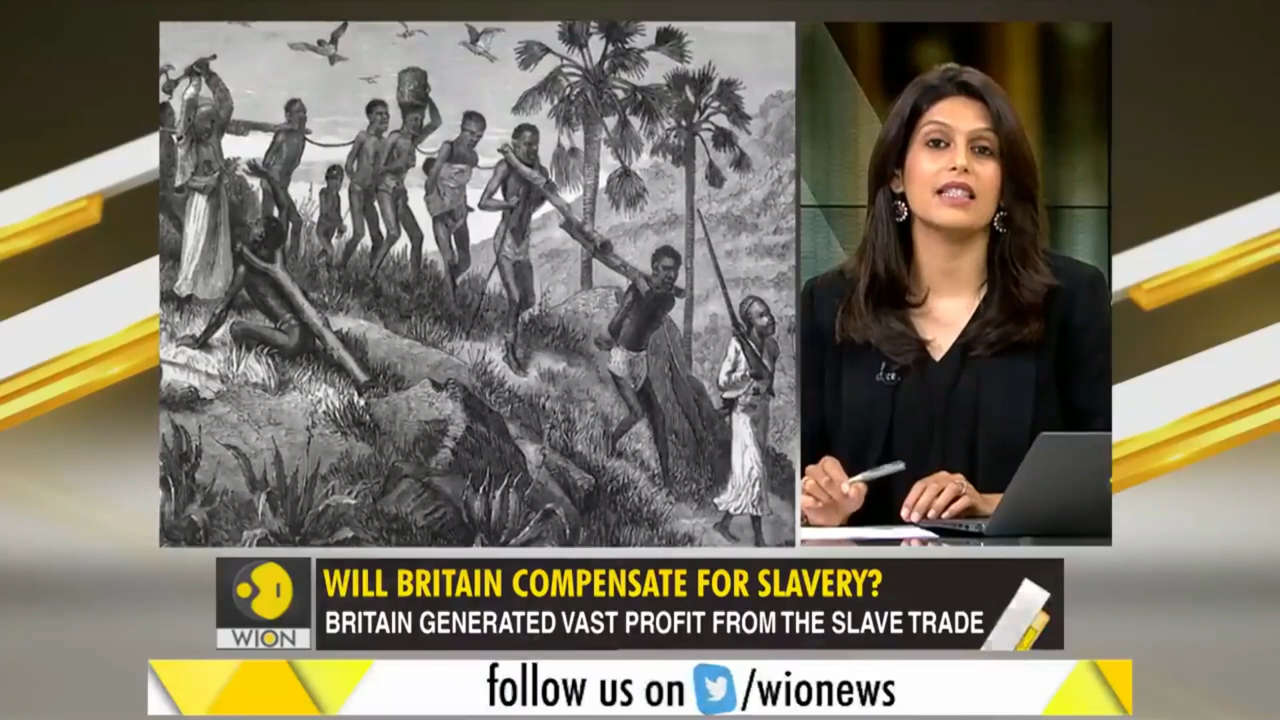 WILL BRITAIN COMPENSATE FOR SLAVERY?
BRITAIN GENERATED VAST PROFIT FROM THE SLAVE TRADE
WION
follow us on /wionews